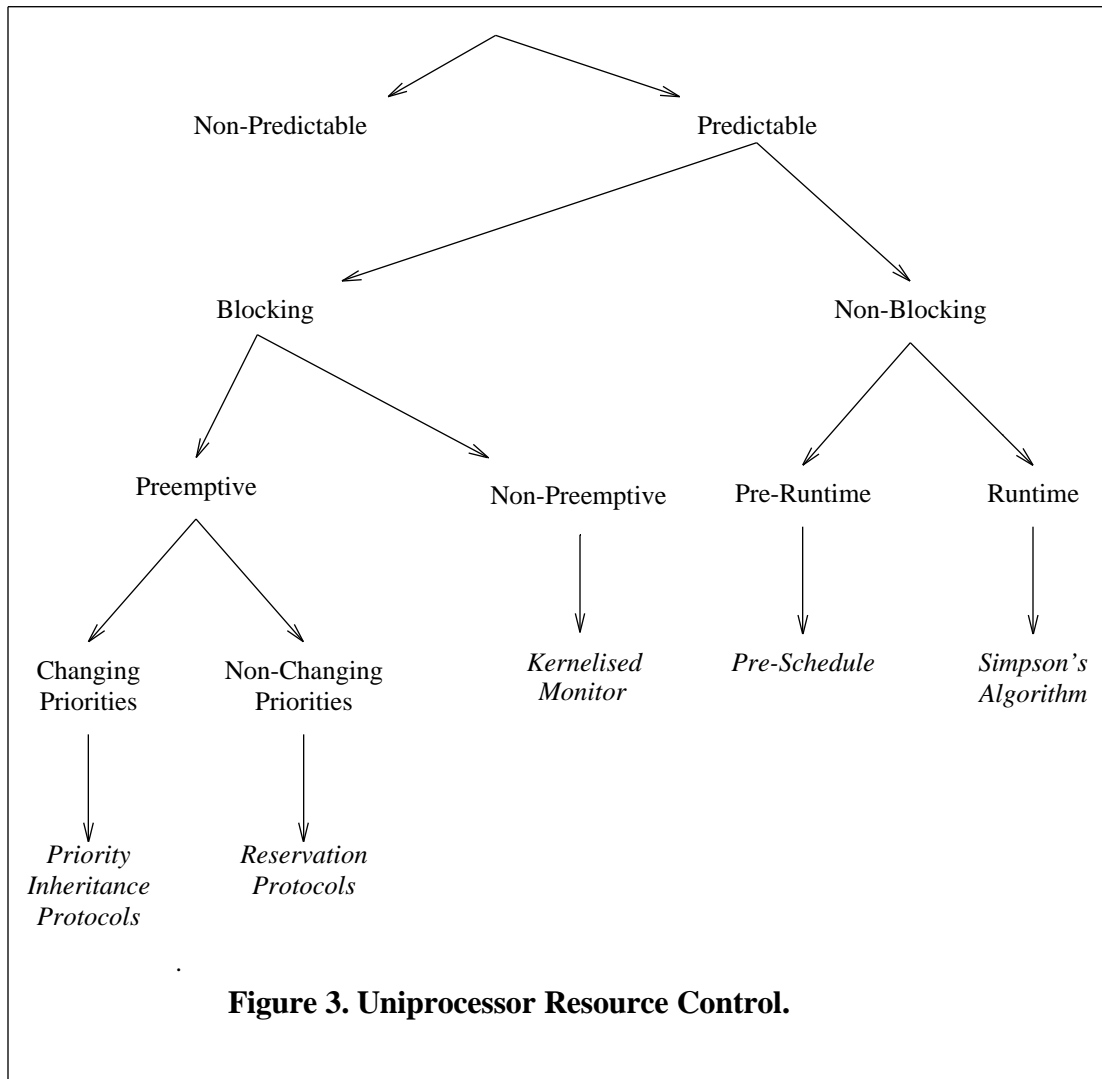 Non-Predictable
Predictable
Blocking
Non-Blocking
Preemptive
Non-Preemptive
Pre-Runtime
Runtime
Changing
Priorities
Non-Changing
Priorities
Kernelised
Monitor
Pre-Schedule
Simpson's
Algorithm
Priority
Inheritance
Protocols
Reservation
Protocols
.
Figure 3. Uniprocessor Resource Control.